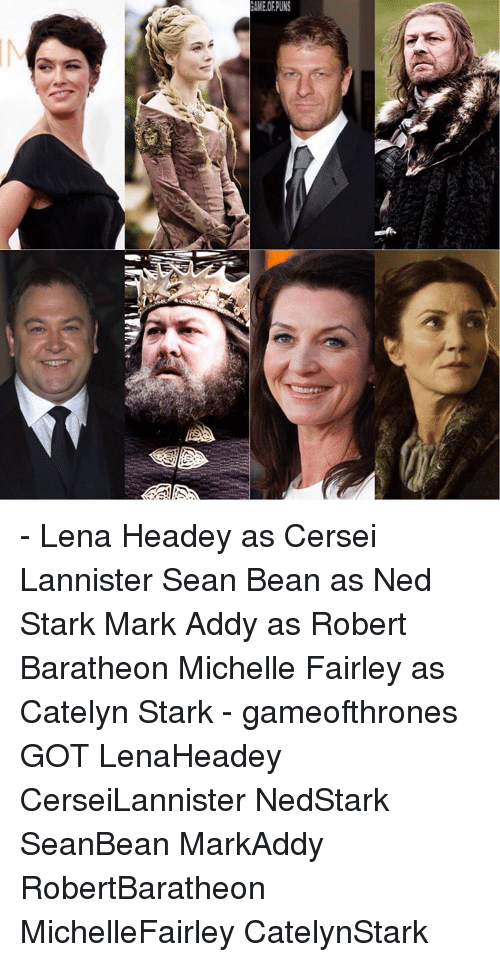 GAME.OF.PUNS
- Lena Headey as Cersei
Lannister Sean Bean as Ned
Stark Mark Addy as Robert
Baratheon Michelle Fairley as
Catelyn Stark - gameofthrones
GOT LenaHeadey
CerseiLannister NedStark
SeanBean MarkAddy
RobertBaratheon
MichelleFairley CatelynStark